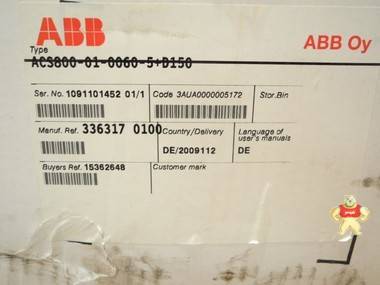 ABB
ABB Oy
Type
ACS800-01-0060-5+D150
Ser. No. 1091101452 01/1
Code 3AUA0000005172
Stor.Bin
Manuf. Ref. 336317 0100
Country/Delivery
DE/2009112
Language of
user's manuals
DE
Buyers Ref. 15362648
Customer mark